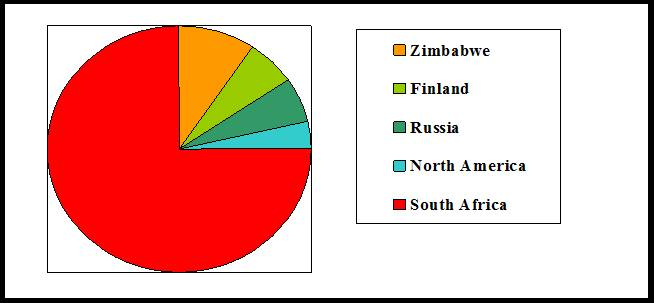 Zimbabwe
Finland
Russia
North America
South Africa